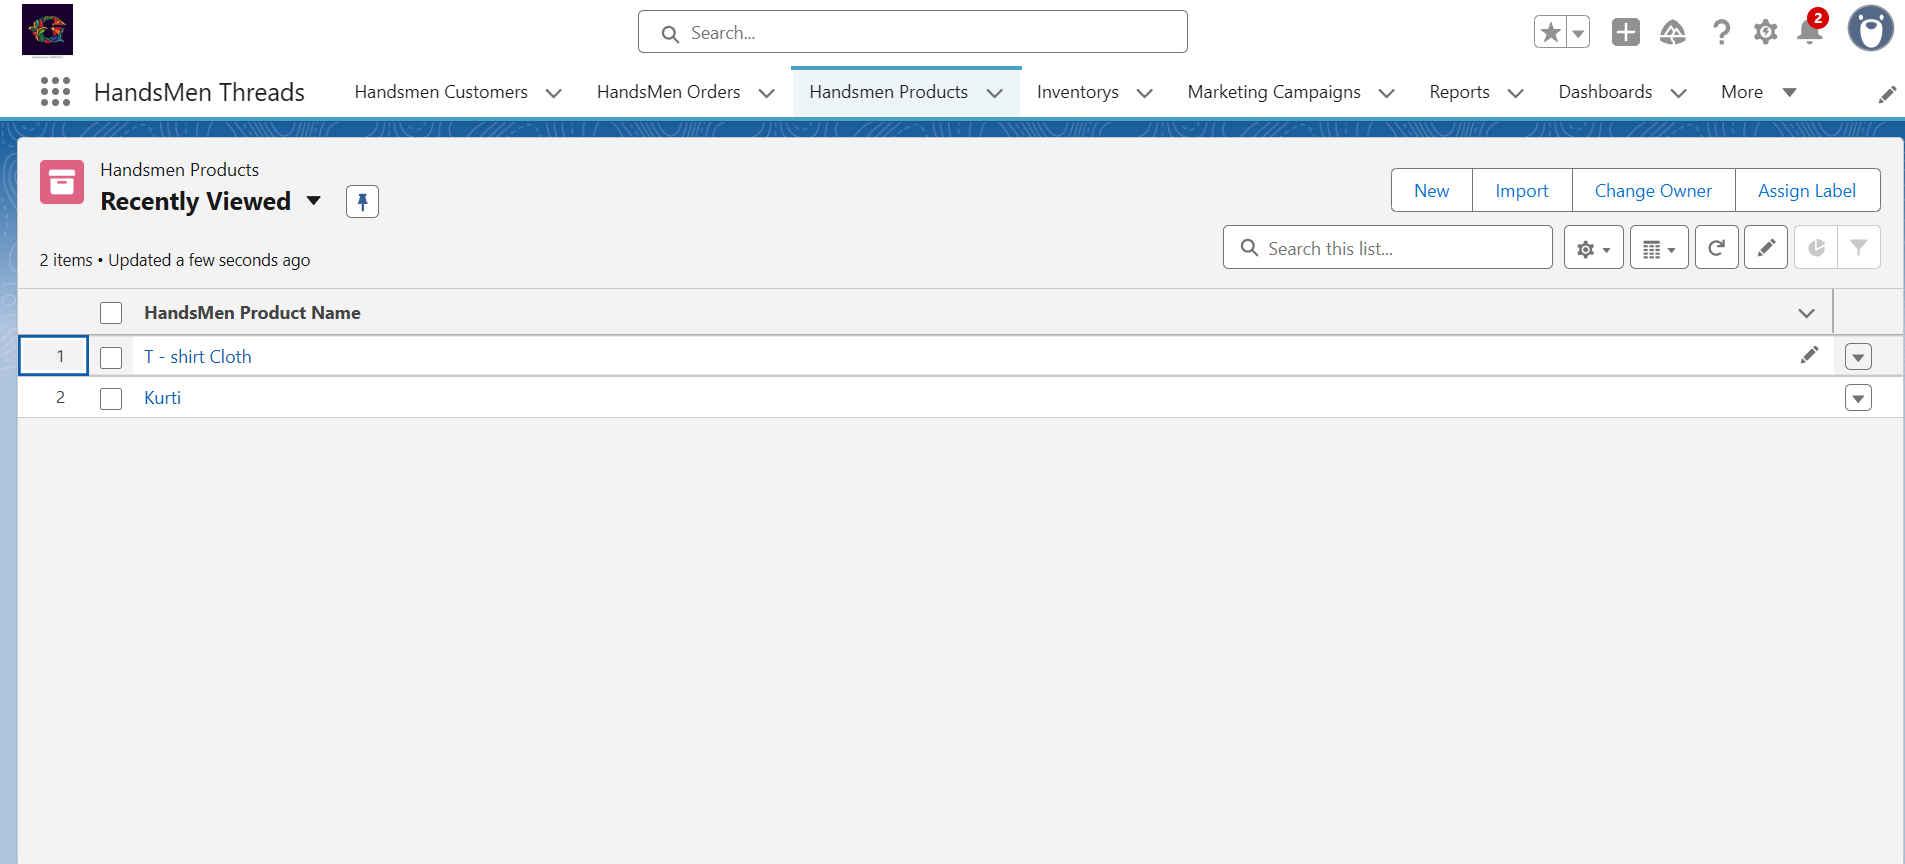 Search...
2
HandsMen Threads
Handsmen Customers
HandsMen Orders
Handsmen Products
Inventorys
Marketing Campaigns
Reports
Dashboards
More
Handsmen Products
Recently Viewed
New
Import
Change Owner
Assign Label
2 items • Updated a few seconds ago
Search this list...
HandsMen Product Name
1
T - shirt Cloth
2
Kurti